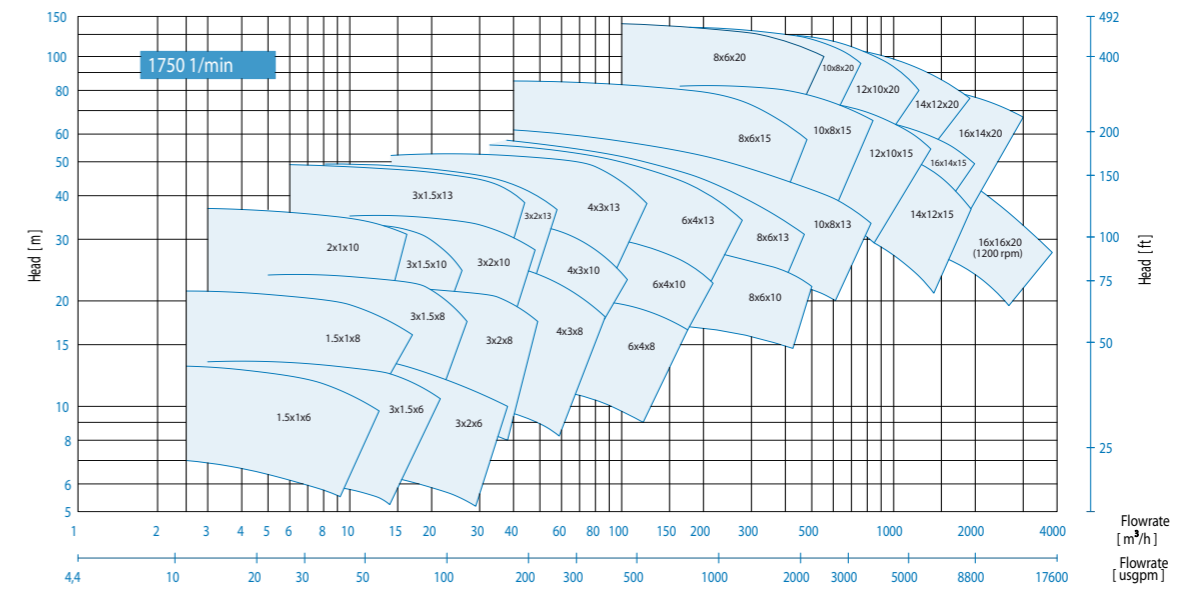 1750 1/min
150
100
80
60
50
40
30
20
15
10
8
6
5
Head [ m ]
492
400
200
150
100
75
50
25
Head [ ft ]
8x6x20
10x8x20
12x10x20
14x12x20
16x14x20
8x6x15
10x8x15
12x10x15
16x14x15
14x12x15
16x16x20
(1200 rpm)
3x1.5x13
3x2x13
4x3x13
6x4x13
8x6x13
10x8x13
2x1x10
3x1.5x10
3x2x10
4x3x10
6x4x10
8x6x10
1.5x1x8
3x1.5x8
3x2x8
4x3x8
6x4x8
1.5x1x6
3x1.5x6
3x2x6
1 2 3 4 5 6 8 10 15 20 30 40 60 80 100 150 200 300 500 1000 2000 4000
Flowrate
[ m³/h ]
4,4 10 20 30 50 100 200 300 500 1000 2000 3000 5000 8800 17600
Flowrate
[ usgpm ]